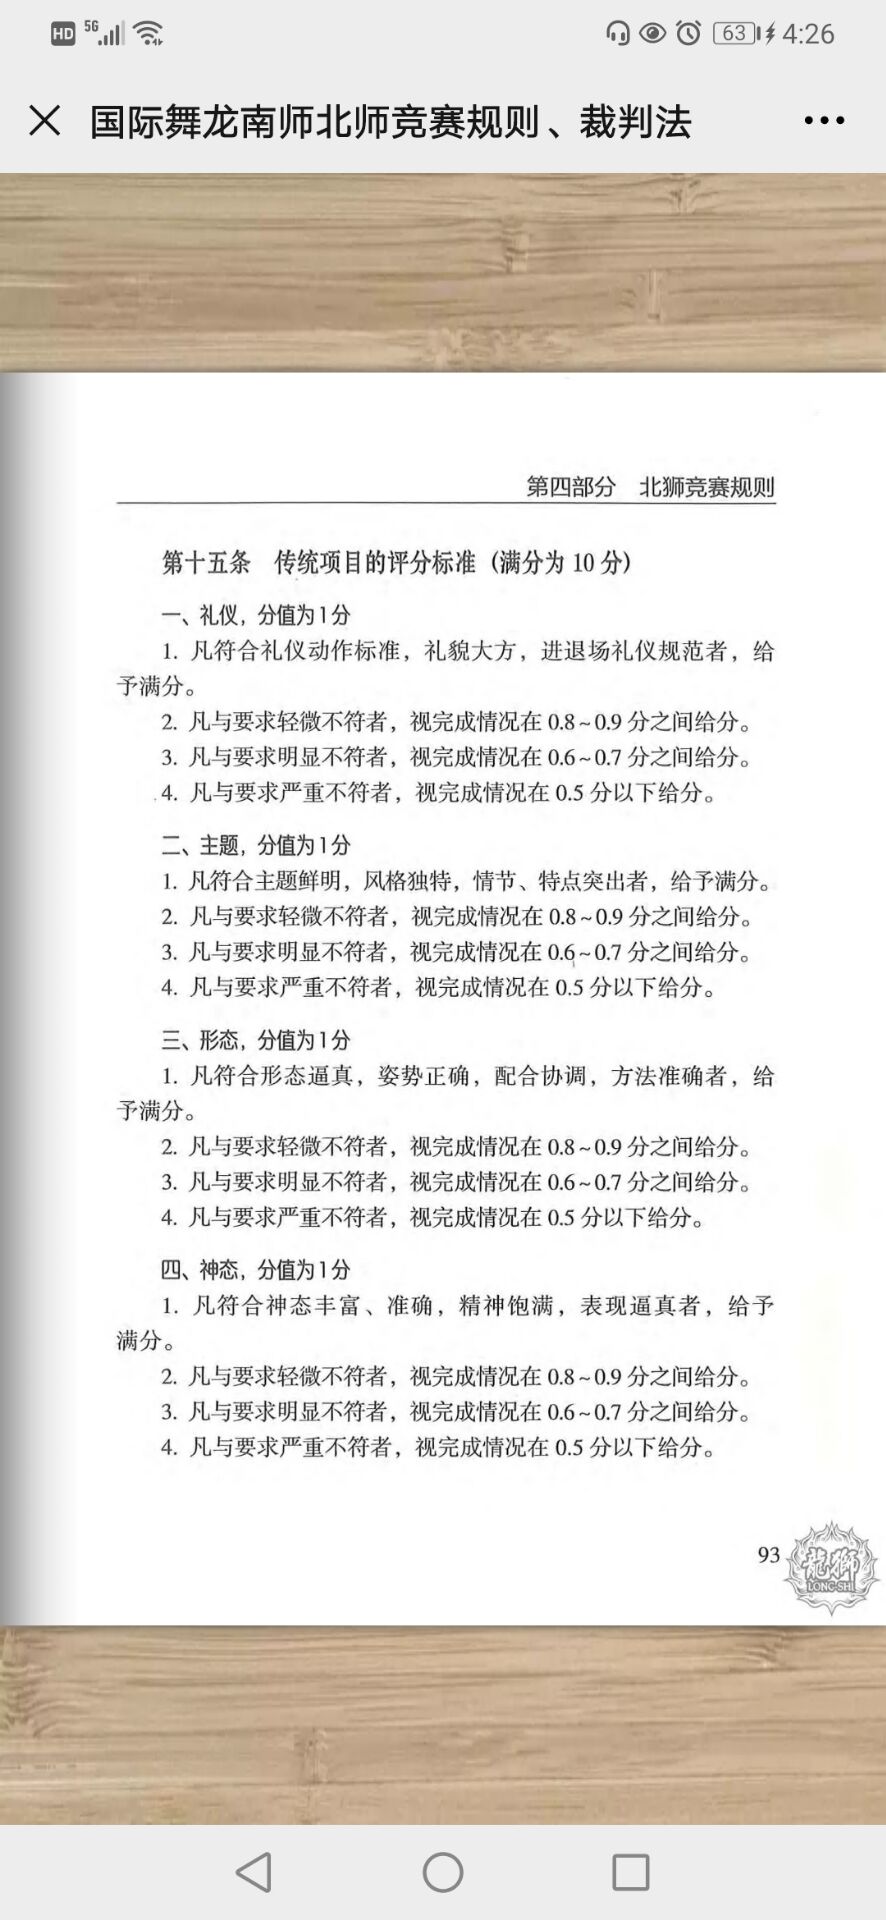 HD 5G 63 4:26
国际舞龙南师北师竞赛规则、裁判法
第四部分 北狮竞赛规则
第十五条 传统项目的评分标准（满分为 10 分）
一、礼仪，分值为1分
1. 凡符合礼仪动作标准，礼貌大方，进退场礼仪规范者，给
予满分。
2. 凡与要求轻微不符者，视完成情况在 0.8~0.9 分之间给分。
3. 凡与要求明显不符者，视完成情况在 0.6~0.7 分之间给分。
4. 凡与要求严重不符者，视完成情况在 0.5 分以下给分。
二、主题，分值为1分
1. 凡符合主题鲜明，风格独特，情节、特点突出者，给予满分。
2. 凡与要求轻微不符者，视完成情况在 0.8~0.9 分之间给分。
3. 凡与要求明显不符者，视完成情况在 0.6~0.7 分之间给分。
4. 凡与要求严重不符者，视完成情况在 0.5 分以下给分。
三、形态，分值为1分
1. 凡符合形态逼真，姿势正确，配合协调，方法准确者，给
予满分。
2. 凡与要求轻微不符者，视完成情况在 0.8~0.9 分之间给分。
3. 凡与要求明显不符者，视完成情况在 0.6~0.7 分之间给分。
4. 凡与要求严重不符者，视完成情况在 0.5 分以下给分。
四、神态，分值为1分
1. 凡符合神态丰富、准确，精神饱满，表现逼真者，给予
满分。
2. 凡与要求轻微不符者，视完成情况在 0.8~0.9 分之间给分。
3. 凡与要求明显不符者，视完成情况在 0.6~0.7 分之间给分。
4. 凡与要求严重不符者，视完成情况在 0.5 分以下给分。
93
龍獅
LONG-SHI